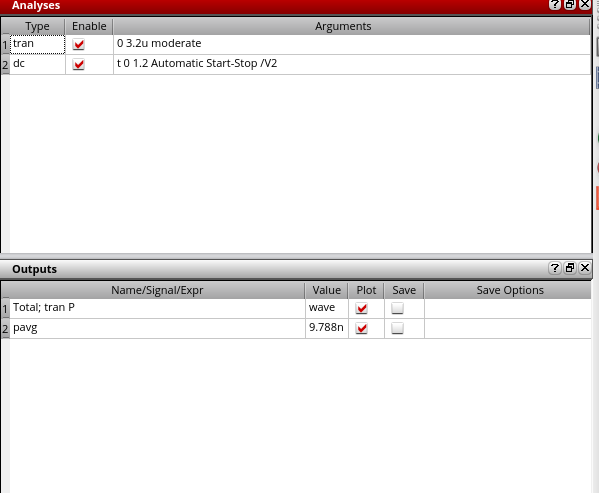 Analyses
Type Enable Arguments
1 tran 0 3.2u moderate
2 dc t 0 1.2 Automatic Start-Stop /V2
Outputs
Name/Signal/Expr Value Plot Save Save Options
1 Total; tran P wave
2 pavg 9.788n